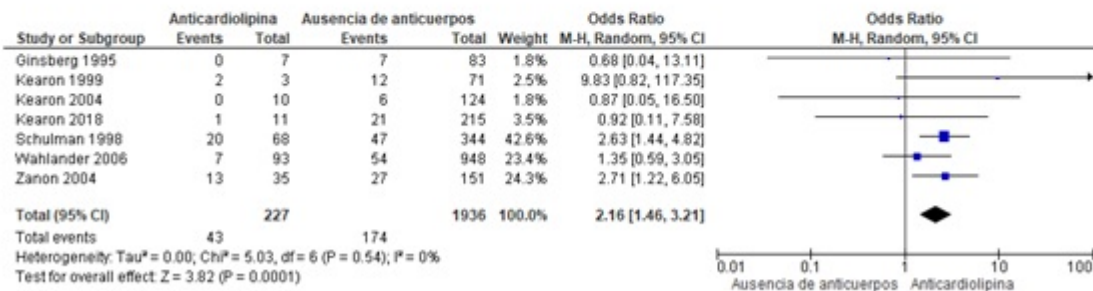 Anticardiolipina Ausencia de anticuerpos Odds Ratio Odds Ratio
Study or Subgroup Events Total Events Total Weight M-H, Random, 95% CI M-H, Random, 95% CI
Ginsberg 1995 0 7 7 83 1.8% 0.68 [0.04, 13.11]
Kearon 1999 2 3 12 71 2.5% 9.83 [0.82, 117.35]
Kearon 2004 0 10 6 124 1.8% 0.87 [0.05, 16.50]
Kearon 2018 1 11 21 215 3.5% 0.92 [0.11, 7.58]
Schulman 1998 20 68 47 344 42.6% 2.63 [1.44, 4.82]
Wahlander 2006 7 93 54 948 23.4% 1.35 [0.59, 3.05]
Zanon 2004 13 35 27 151 24.3% 2.71 [1.22, 6.05]
Total (95% CI) 227 1936 100.0% 2.16 [1.46, 3.21]
Total events 43 174
Heterogeneity: Tau² = 0.00; Chi² = 5.03, df = 6 (P = 0.54); I² = 0%
Test for overall effect: Z = 3.82 (P = 0.0001)
0.01 0.1 1 10 100
Ausencia de anticuerpos Anticardiolipina